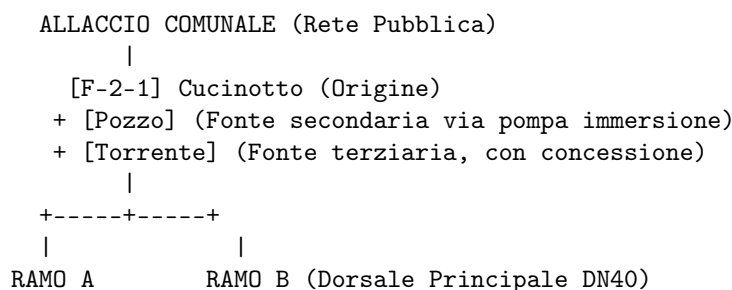 ALLACCIO COMUNALE (Rete Pubblica)
|
[F-2-1] Cucinotto (Origine)
+ [Pozzo] (Fonte secondaria via pompa immersione)
+ [Torrente] (Fonte terziaria, con concessione)
|
+-----+-----+
| |
RAMO A RAMO B (Dorsale Principale DN40)